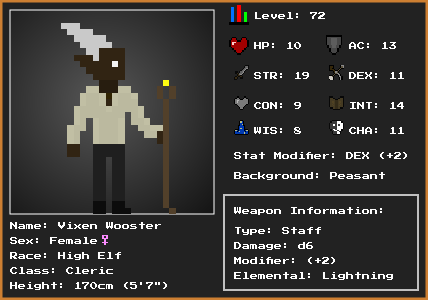 Level: 72
HP: 10 AC: 13
STR: 19 DEX: 11
CON: 9 INT: 14
WIS: 8 CHA: 11
Stat Modifier: DEX (+2)
Background: Peasant
Name: Vixen Wooster
Sex: Female♀
Race: High Elf
Class: Cleric
Height: 170cm (5'7")
Weapon Information:
Type: Staff
Damage: d6
Modifier: (+2)
Elemental: Lightning